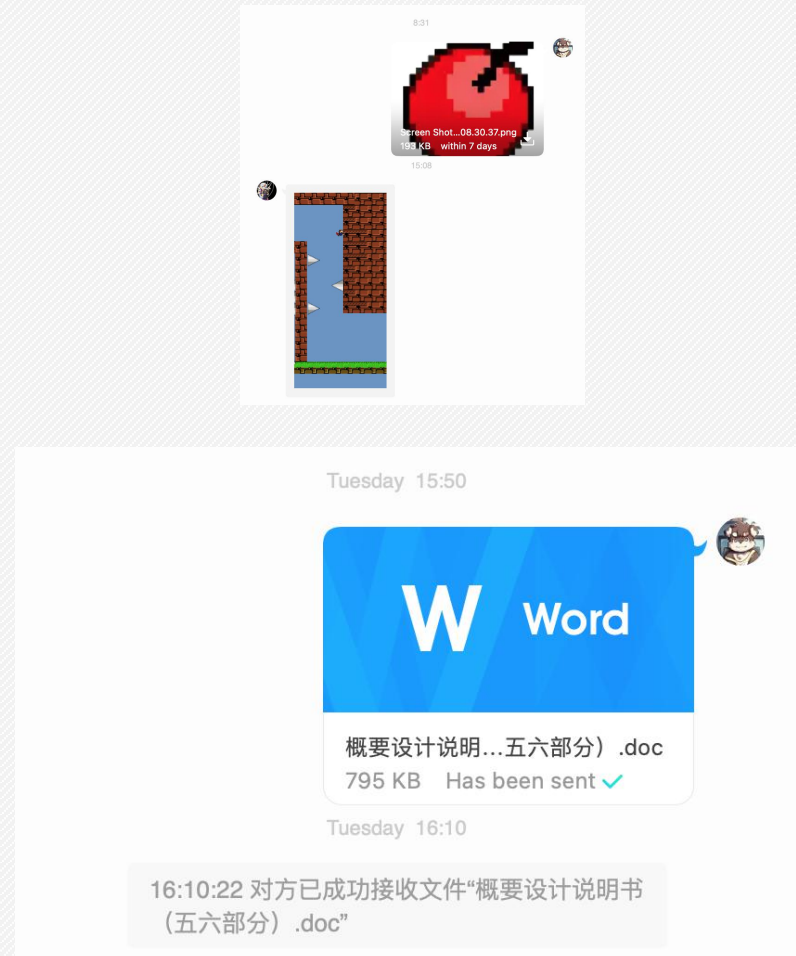 8:31
Screen Shot...08.30.37.png
193 KB within 7 days
15:08
Tuesday 15:50
W Word
概要设计说明...五六部分）.doc
795 KB Has been sent
Tuesday 16:10
16:10:22 对方已成功接收文件“概要设计说明书
（五六部分）.doc”